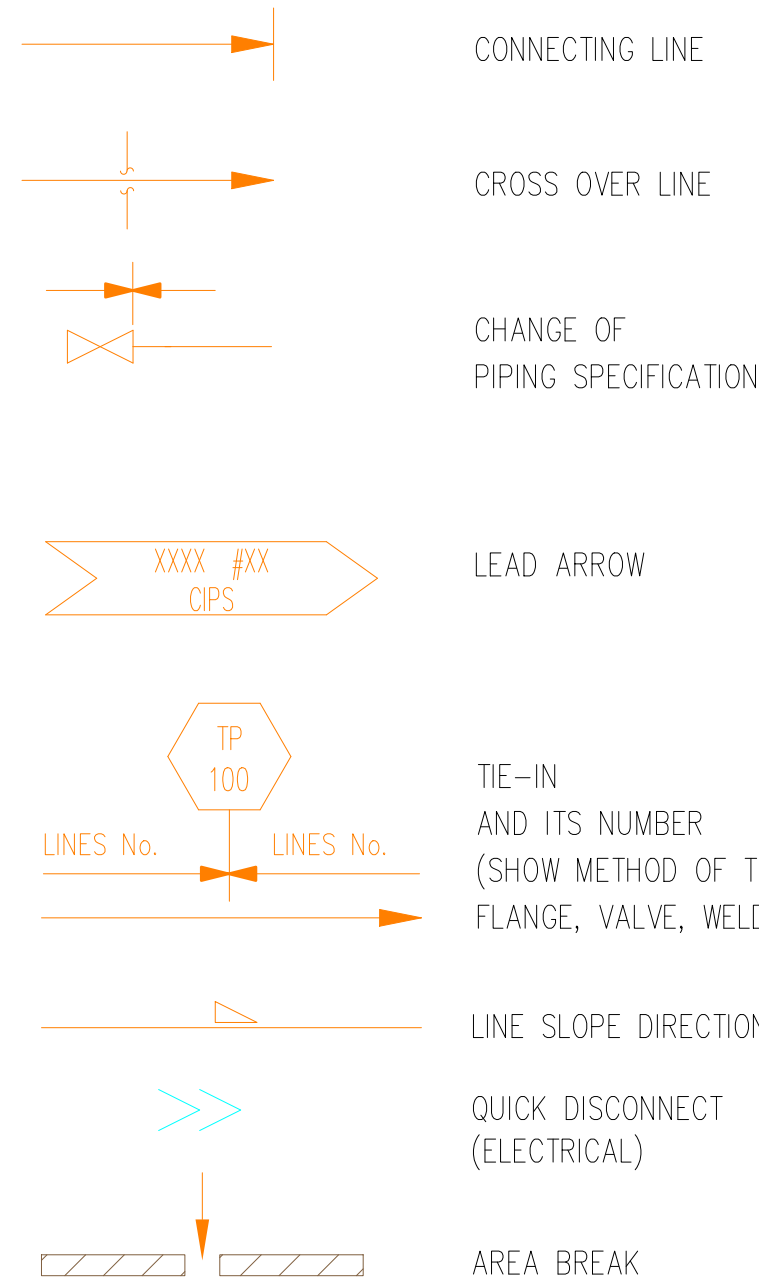 CONNECTING LINE
CROSS OVER LINE
CHANGE OF
PIPING SPECIFICATION
XXXX #XX
CIPS
LEAD ARROW
TP
100
LINES No. LINES No.
TIE-IN
AND ITS NUMBER
(SHOW METHOD OF
FLANGE, VALVE, WELD
LINE SLOPE DIRECTION
QUICK DISCONNECT
(ELECTRICAL)
AREA BREAK